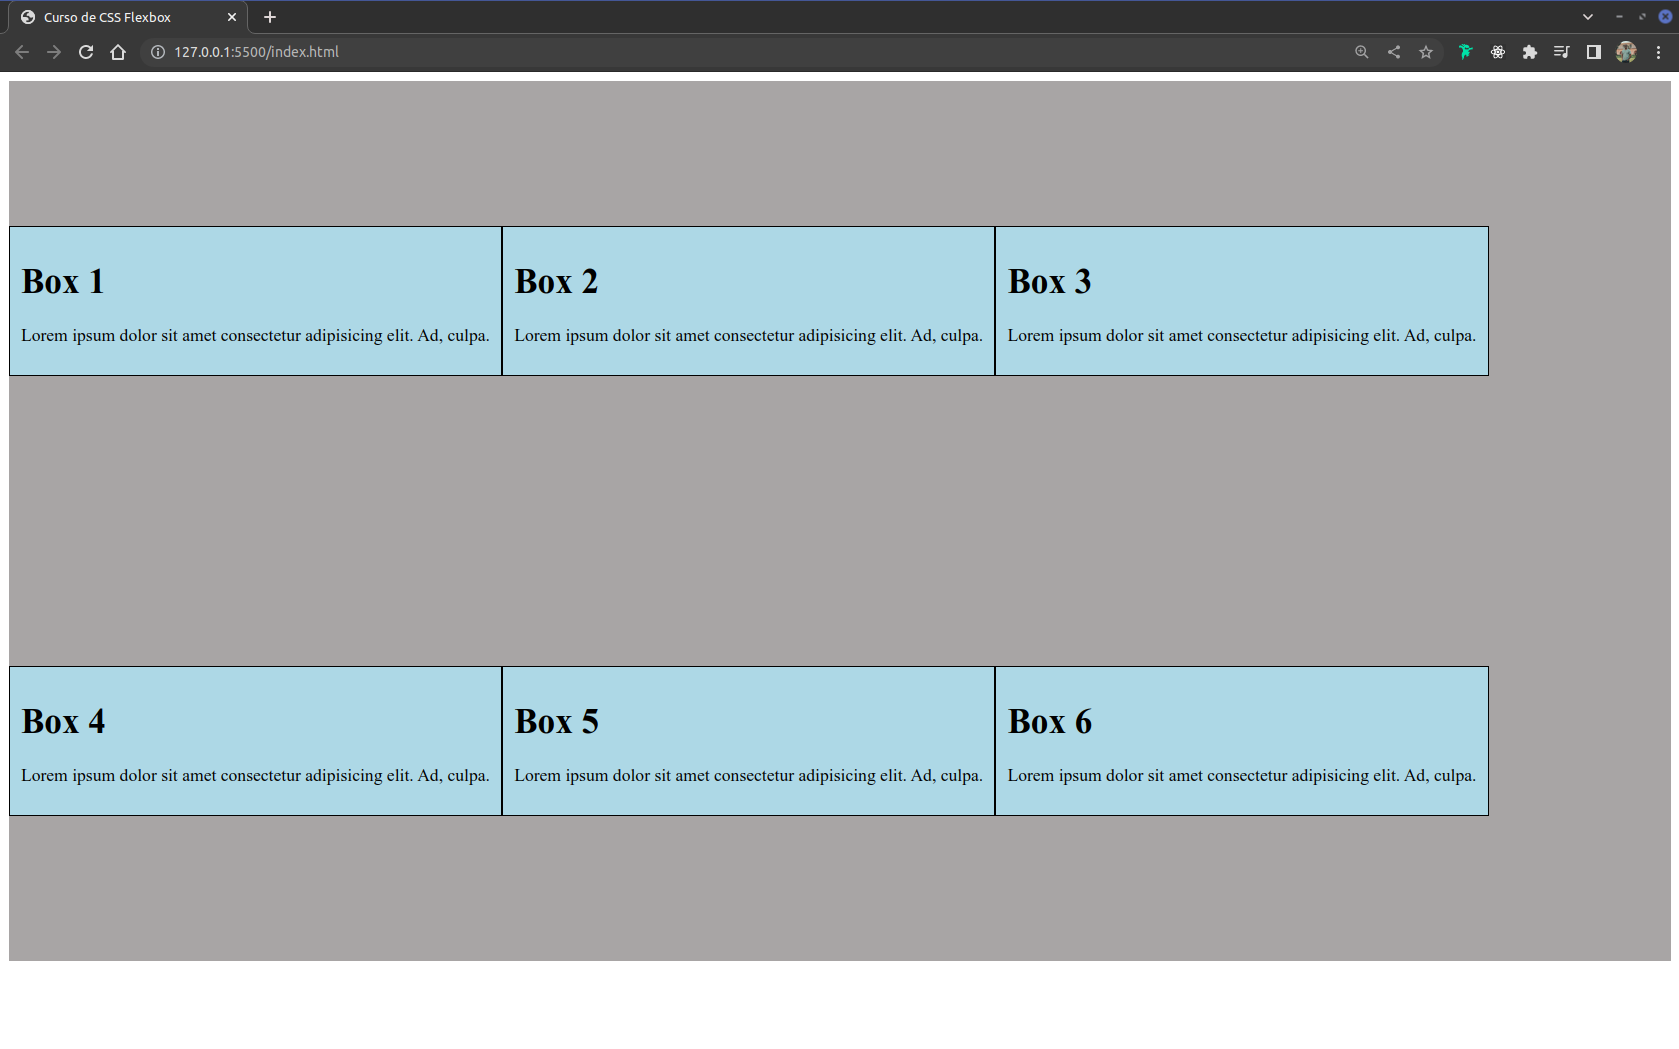 Curso de CSS Flexbox
127.0.0.1:5500/index.html
Box 1
Lorem ipsum dolor sit amet consectetur adipisicing elit. Ad, culpa.
Box 2
Lorem ipsum dolor sit amet consectetur adipisicing elit. Ad, culpa.
Box 3
Lorem ipsum dolor sit amet consectetur adipisicing elit. Ad, culpa.
Box 4
Lorem ipsum dolor sit amet consectetur adipisicing elit. Ad, culpa.
Box 5
Lorem ipsum dolor sit amet consectetur adipisicing elit. Ad, culpa.
Box 6
Lorem ipsum dolor sit amet consectetur adipisicing elit. Ad, culpa.